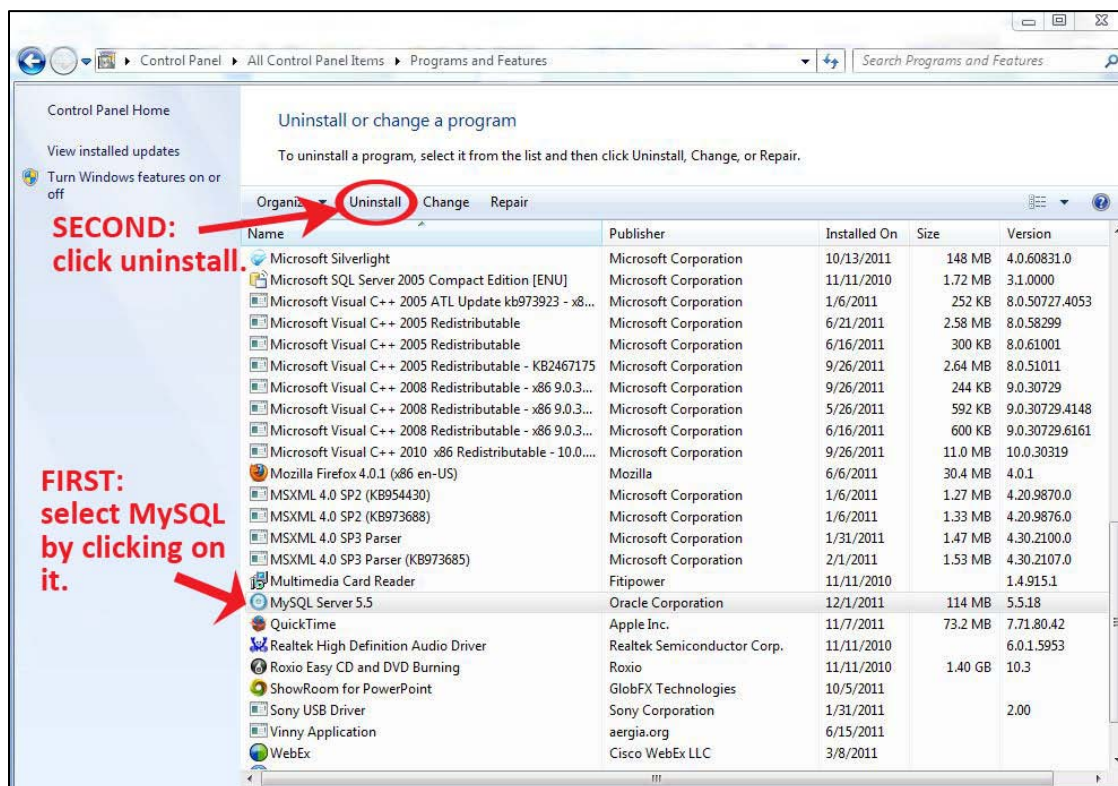 Control Panel ▸ All Control Panel Items ▸ Programs and Features
Search Programs and Features
Control Panel Home
View installed updates
Turn Windows features on or
off
Uninstall or change a program
To uninstall a program, select it from the list and then click Uninstall, Change, or Repair.
Uninstall Change Repair
SECOND:
click uninstall.
FIRST:
select MySQL
by clicking on
it.
Name Publisher Installed On Size Version
Microsoft Silverlight Microsoft Corporation 10/13/2011 148 MB 4.0.60831.0
Microsoft SQL Server 2005 Compact Edition [ENU] Microsoft Corporation 11/11/2010 1.72 MB 3.1.0000
Microsoft Visual C++ 2005 ATL Update kb973923 - x8... Microsoft Corporation 1/6/2011 252 KB 8.0.50727.4053
Microsoft Visual C++ 2005 Redistributable Microsoft Corporation 6/21/2011 2.58 MB 8.0.58299
Microsoft Visual C++ 2005 Redistributable Microsoft Corporation 6/16/2011 300 KB 8.0.61001
Microsoft Visual C++ 2005 Redistributable - KB2467175 Microsoft Corporation 9/26/2011 2.64 MB 8.0.51011
Microsoft Visual C++ 2008 Redistributable - x86 9.0.3... Microsoft Corporation 9/26/2011 244 KB 9.0.30729
Microsoft Visual C++ 2008 Redistributable - x86 9.0.3... Microsoft Corporation 5/26/2011 592 KB 9.0.30729.4148
Microsoft Visual C++ 2008 Redistributable - x86 9.0.3... Microsoft Corporation 6/16/2011 600 KB 9.0.30729.6161
Microsoft Visual C++ 2010 x86 Redistributable - 10.0.... Microsoft Corporation 9/26/2011 11.0 MB 10.0.30319
Mozilla Firefox 4.0.1 (x86 en-US) Mozilla 6/6/2011 30.4 MB 4.0.1
MSXML 4.0 SP2 (KB954430) Microsoft Corporation 1/6/2011 1.27 MB 4.20.9870.0
MSXML 4.0 SP2 (KB973688) Microsoft Corporation 1/6/2011 1.33 MB 4.20.9876.0
MSXML 4.0 SP3 Parser Microsoft Corporation 1/31/2011 1.47 MB 4.30.2100.0
MSXML 4.0 SP3 Parser (KB973685) Microsoft Corporation 2/1/2011 1.53 MB 4.30.2107.0
Multimedia Card Reader Fitipower 11/11/2010 1.4.915.1
MySQL Server 5.5 Oracle Corporation 12/1/2011 114 MB 5.5.18
QuickTime Apple Inc. 11/7/2011 73.2 MB 7.71.80.42
Realtek High Definition Audio Driver Realtek Semiconductor Corp. 11/11/2010 6.0.1.5953
Roxio Easy CD and DVD Burning Roxio 11/11/2010 1.40 GB 10.3
ShowRoom for PowerPoint GlobFX Technologies 10/5/2011
Sony USB Driver Sony Corporation 1/31/2011 2.00
Vinny Application aergia.org 6/15/2011
WebEx Cisco WebEx LLC 3/8/2011